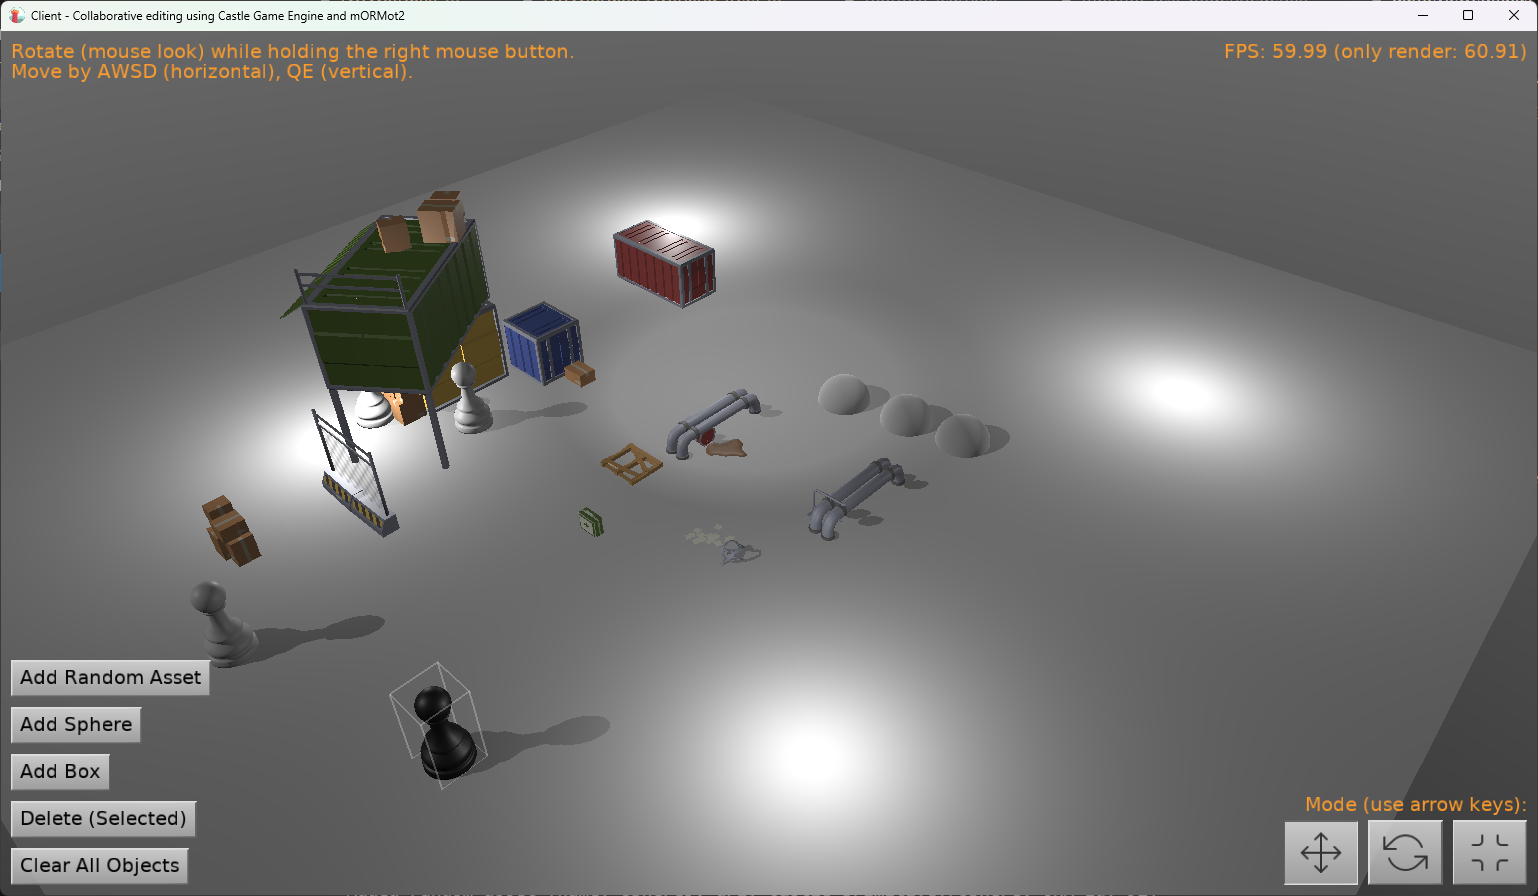 Client - Collaborative editing using Castle Game Engine and mORMot2
Rotate (mouse look) while holding the right mouse button.
Move by AWSD (horizontal), QE (vertical).
FPS: 59.99 (only render: 60.91)
Add Random Asset
Add Sphere
Add Box
Delete (Selected)
Clear All Objects
Mode (use arrow keys):